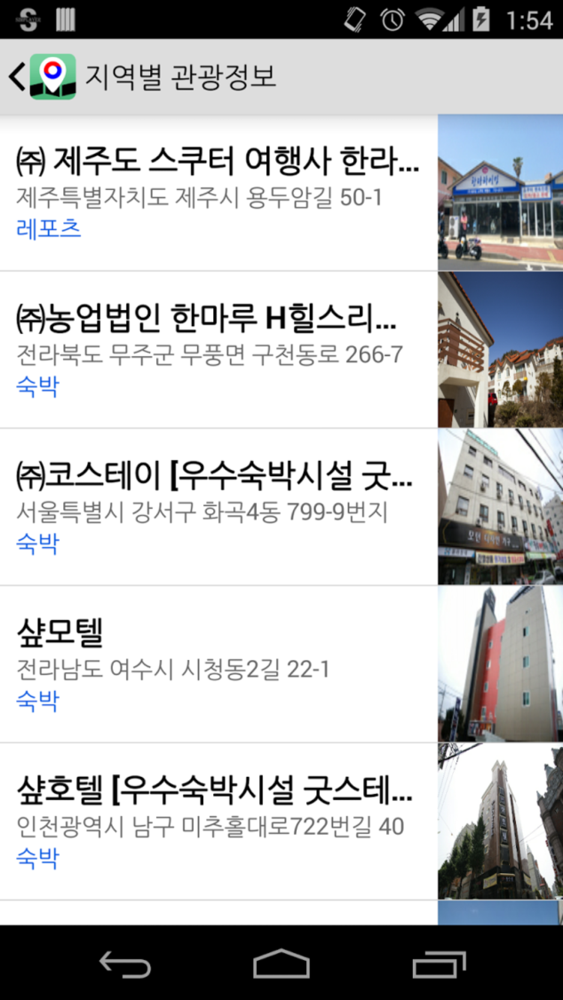 1:54
지역별 관광정보
㈜ 제주도 스쿠터 여행사 한라...
제주특별자치도 제주시 용두암길 50-1
레포츠
㈜농업법인 한마루 H힐스리...
전라북도 무주군 무풍면 구천동로 266-7
숙박
㈜코스테이 [우수숙박시설 굿...
서울특별시 강서구 화곡4동 799-9번지
숙박
샾모텔
전라남도 여수시 시청동2길 22-1
숙박
샾호텔 [우수숙박시설 굿스테...
인천광역시 남구 미추홀대로722번길 40
숙박